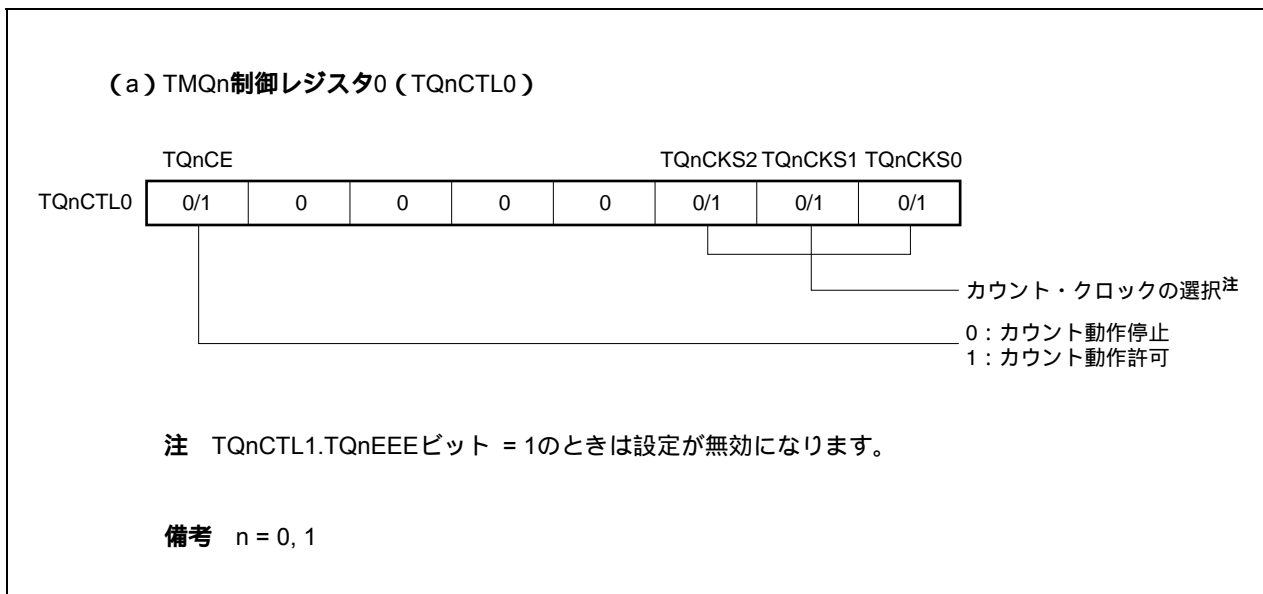 (a)TMQn制御レジスタ0(TQnCTL0)
TQnCE TQnCKS2 TQnCKS1 TQnCKS0
TQnCTL0 0/1 0 0 0 0 0/1 0/1 0/1
カウント・クロックの選択注
0:カウント動作停止
1:カウント動作許可
注 TQnCTL1.TQnEEEビット = 1のときは設定が無効になります。
備考 n = 0, 1